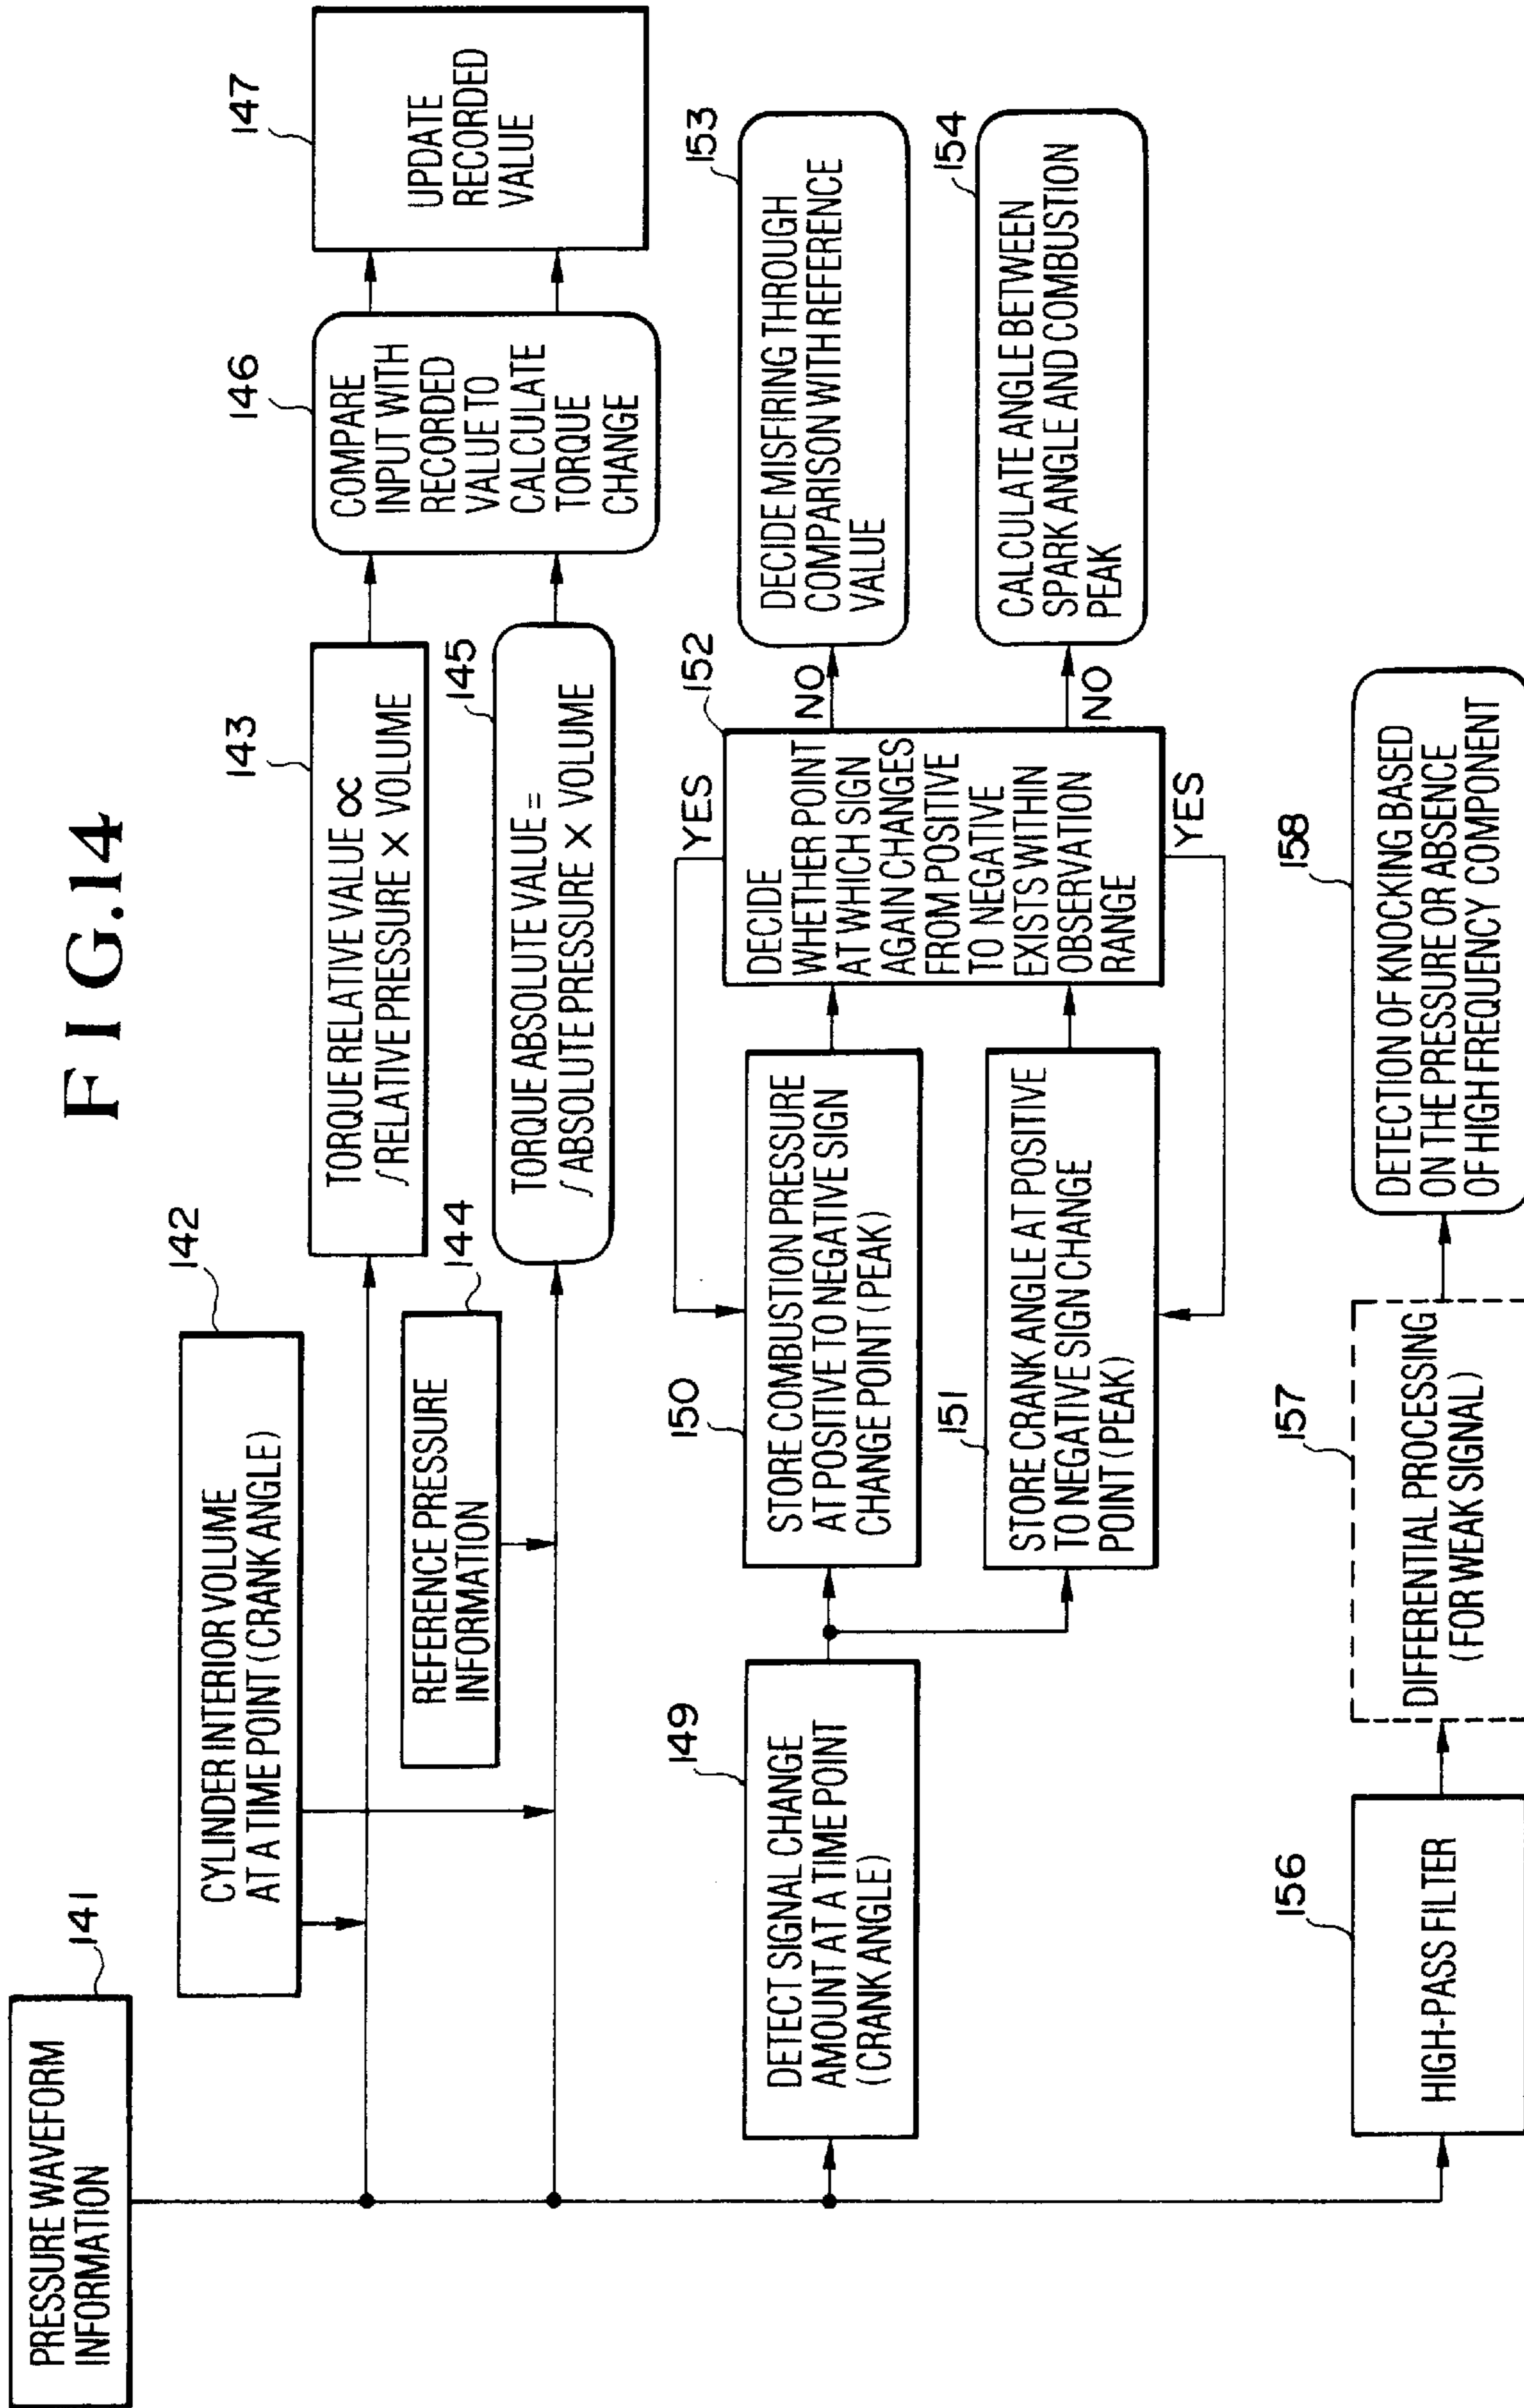 FIG.14
141
PRESSURE WAVEFORM
INFORMATION
142
CYLINDER INTERIOR VOLUME
AT A TIME POINT (CRANK ANGLE)
143
TORQUE RELATIVE VALUE ∝
∫RELATIVE PRESSURE × VOLUME
144
REFERENCE PRESSURE
INFORMATION
145
TORQUE ABSOLUTE VALUE =
∫ABSOLUTE PRESSURE × VOLUME
146
COMPARE
INPUT WITH
RECORDED
VALUE TO
CALCULATE
TORQUE
CHANGE
147
UPDATE
RECORDED
VALUE
149
DETECT SIGNAL CHANGE
AMOUNT AT A TIME POINT
(CRANK ANGLE)
150
STORE COMBUSTION PRESSURE
AT POSITIVE TO NEGATIVE SIGN
CHANGE POINT (PEAK)
151
STORE CRANK ANGLE AT POSITIVE
TO NEGATIVE SIGN CHANGE
POINT (PEAK)
YES
152
DECIDE
WHETHER POINT
AT WHICH SIGN
AGAIN CHANGES
FROM POSITIVE
TO NEGATIVE
EXISTS WITHIN
OBSERVATION
RANGE
YES
NO
153
DECIDE MISFIRING THROUGH
COMPARISON WITH REFERENCE
VALUE
NO
154
CALCULATE ANGLE BETWEEN
SPARK ANGLE AND COMBUSTION
PEAK
156
HIGH-PASS FILTER
157
DIFFERENTIAL PROCESSING
(FOR WEAK SIGNAL)
158
DETECTION OF KNOCKING BASED
ON THE PRESSURE OR ABSENCE
OF HIGH FREQUENCY COMPONENT